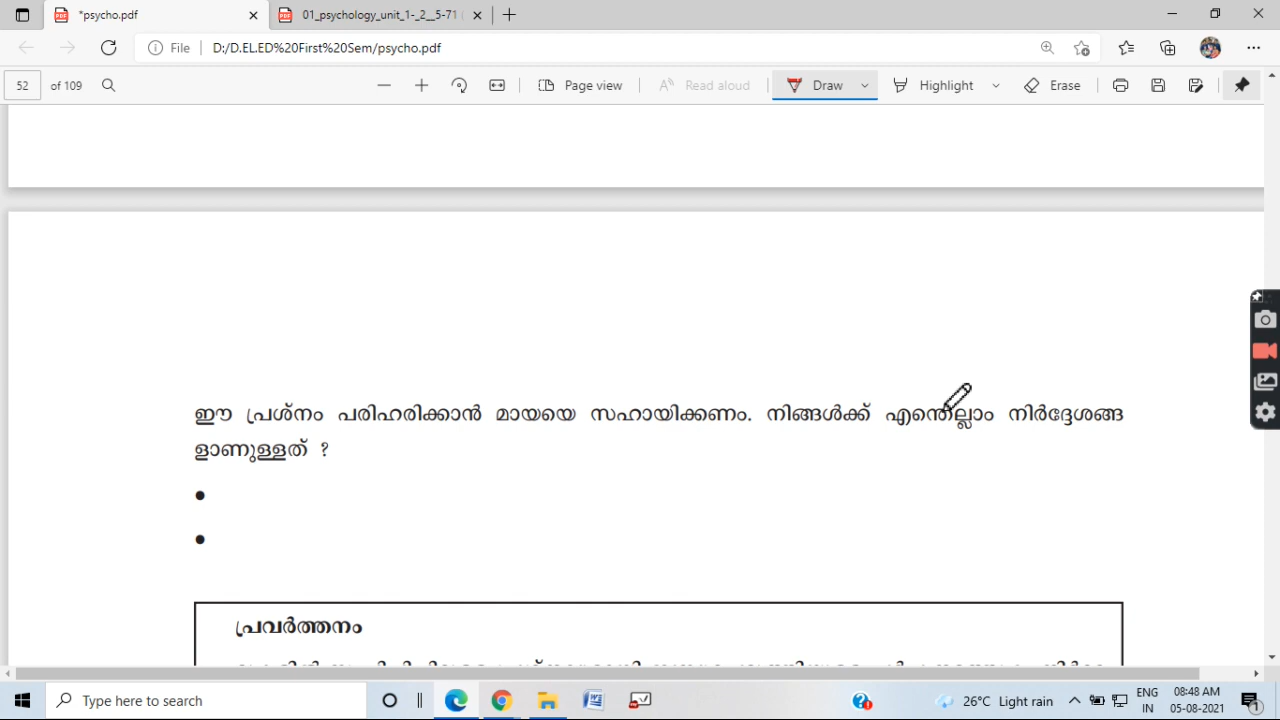 *psycho.pdf
01_psychology_unit_1-_2__5-71 (
File D:/D.EL.ED%20First%20Sem/psycho.pdf
52 of 109 Page view Read aloud Draw Highlight Erase
ഈ പ്രശ്നം പരിഹരിക്കാൻ മായയെ സഹായിക്കണം. നിങ്ങൾക്ക് എന്തെല്ലാം നിർദ്ദേശങ്ങ
ളാണുള്ളത് ?
•
•
പ്രവർത്തനം
Type here to search
26°C Light rain
ENG
IN
08:48 AM
05-08-2021